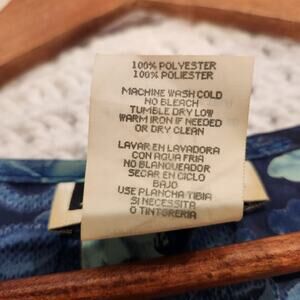 100% POLYESTER
100% POLIESTER
MACHINE WASH COLD
NO BLEACH
TUMBLE DRY LOW
WARM IRON IF NEEDED
OR DRY CLEAN
LAVAR EN LAVADORA
CON AGUA FRIA
NO BLANQUEADOR
SECAR EN CICLO
BAJO
USE PLANCHA TIBIA
SI NECESSITA
O TINTORERIA